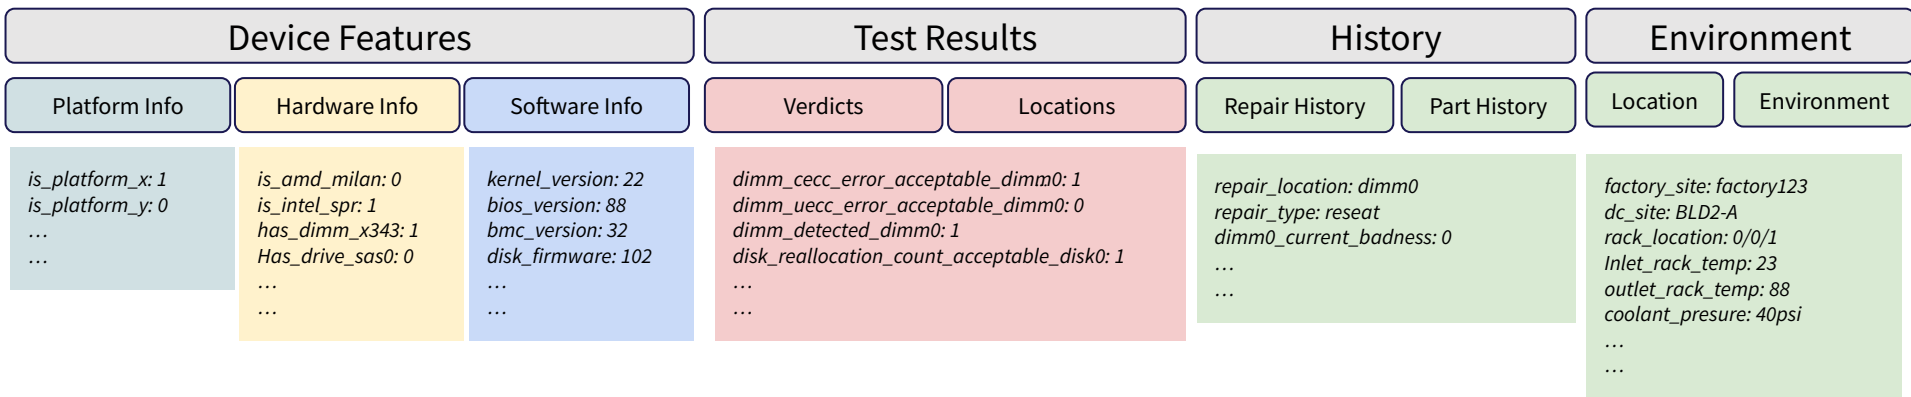 Device Features
Test Results
History
Environment
Platform Info
Hardware Info
Software Info
Verdicts
Locations
Repair History
Part History
Location
Environment
is_platform_x: 1
is_platform_y: 0
…
…
is_amd_milan: 0
is_intel_spr: 1
has_dimm_x343: 1
Has_drive_sas0: 0
…
…
kernel_version: 22
bios_version: 88
bmc_version: 32
disk_firmware: 102
…
…
dimm_cecc_error_acceptable_dimm0: 1
dimm_uecc_error_acceptable_dimm0: 0
dimm_detected_dimm0: 1
disk_reallocation_count_acceptable_disk0: 1
…
…
repair_location: dimm0
repair_type: reseat
dimm0_current_badness: 0
…
…
factory_site: factory123
dc_site: BLD2-A
rack_location: 0/0/1
Inlet_rack_temp: 23
outlet_rack_temp: 88
coolant_presure: 40psi
…
…